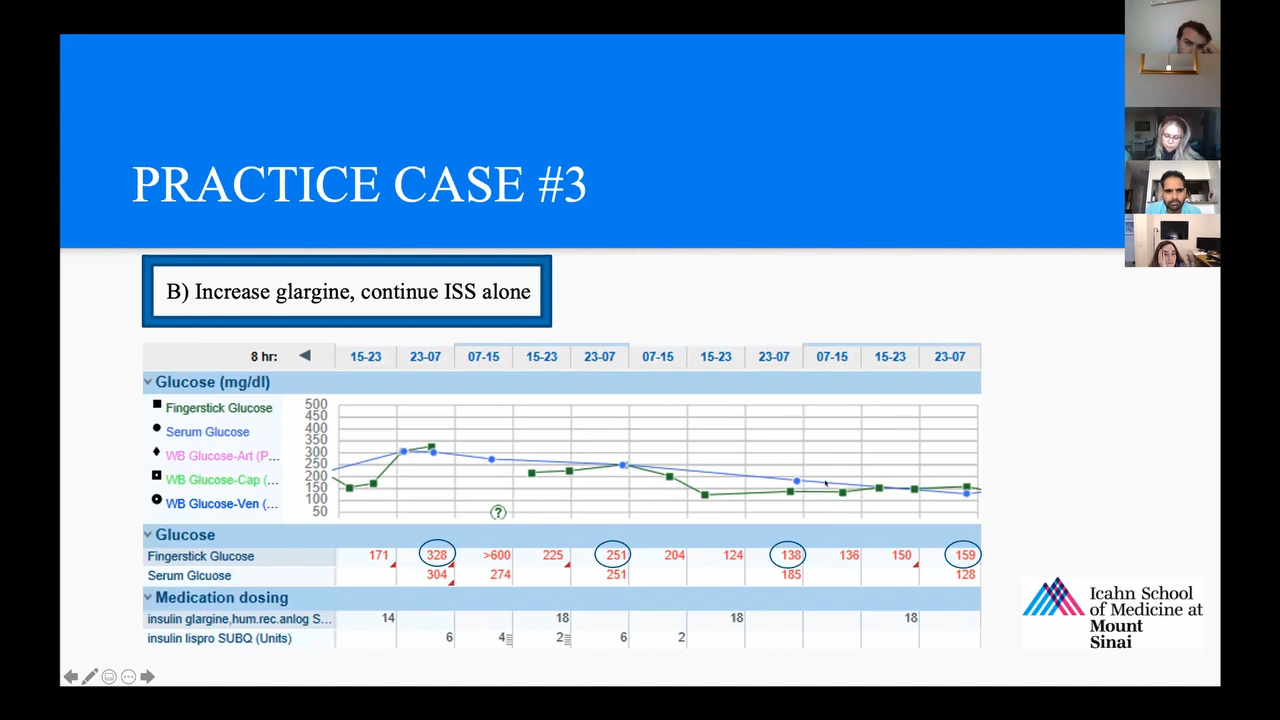 PRACTICE CASE #3
B) Increase glargine, continue ISS alone
8 hr: 15-23 23-07 07-15 15-23 23-07 07-15 15-23 23-07 07-15 15-23 23-07
Glucose (mg/dl)
Fingerstick Glucose
Serum Glucose
WB Glucose-Art (P...
WB Glucose-Cap (...
WB Glucose-Ven (...
500
450
400
350
300
250
200
150
100
50
?
Glucose
Fingerstick Glucose 171 328 >600 225 251 204 124 138 136 150 159
Serum Glcuose 304 274 251 185 128
Medication dosing
insulin glargine,hum.rec.anlog S... 14 18 18 18
insulin lispro SUBQ (Units) 6 4 2 6 2
Icahn School
of Medicine at
Mount
Sinai